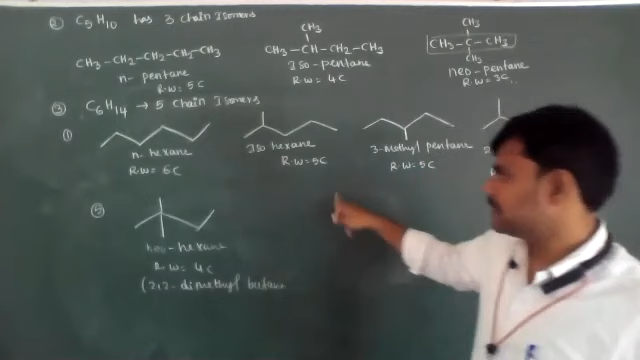 ② C5H10 has 3 chain Isomers
CH3-CH2-CH2-CH2-CH3
n-pentane
R.W=5C
CH3
CH3-CH-CH2-CH3
Iso-pentane
R.W=4C
CH3
CH3-C-CH3
CH3
neo-pentane
R.W=3C
③ C6H14 → 5 chain Isomers
①
n-hexane
R.W=6C
Iso hexane
R.W=5C
3-Methyl pentane
R.W=5C
⑤
neo-hexane
R.W=4C
(2,2-dimethyl butane